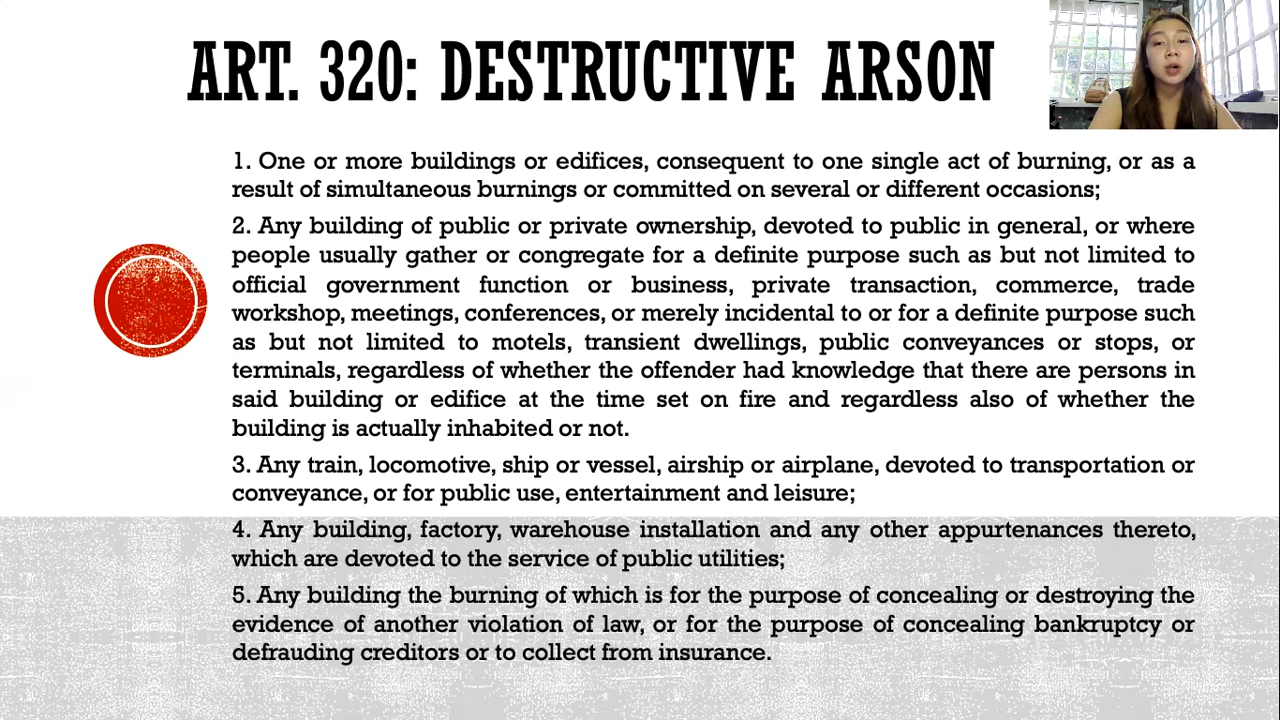 ART. 320: DESTRUCTIVE ARSON
1. One or more buildings or edifices, consequent to one single act of burning, or as a
result of simultaneous burnings or committed on several or different occasions;
2. Any building of public or private ownership, devoted to public in general, or where
people usually gather or congregate for a definite purpose such as but not limited to
official government function or business, private transaction, commerce, trade
workshop, meetings, conferences, or merely incidental to or for a definite purpose such
as but not limited to motels, transient dwellings, public conveyances or stops, or
terminals, regardless of whether the offender had knowledge that there are persons in
said building or edifice at the time set on fire and regardless also of whether the
building is actually inhabited or not.
3. Any train, locomotive, ship or vessel, airship or airplane, devoted to transportation or
conveyance, or for public use, entertainment and leisure;
4. Any building, factory, warehouse installation and any other appurtenances thereto,
which are devoted to the service of public utilities;
5. Any building the burning of which is for the purpose of concealing or destroying the
evidence of another violation of law, or for the purpose of concealing bankruptcy or
defrauding creditors or to collect from insurance.